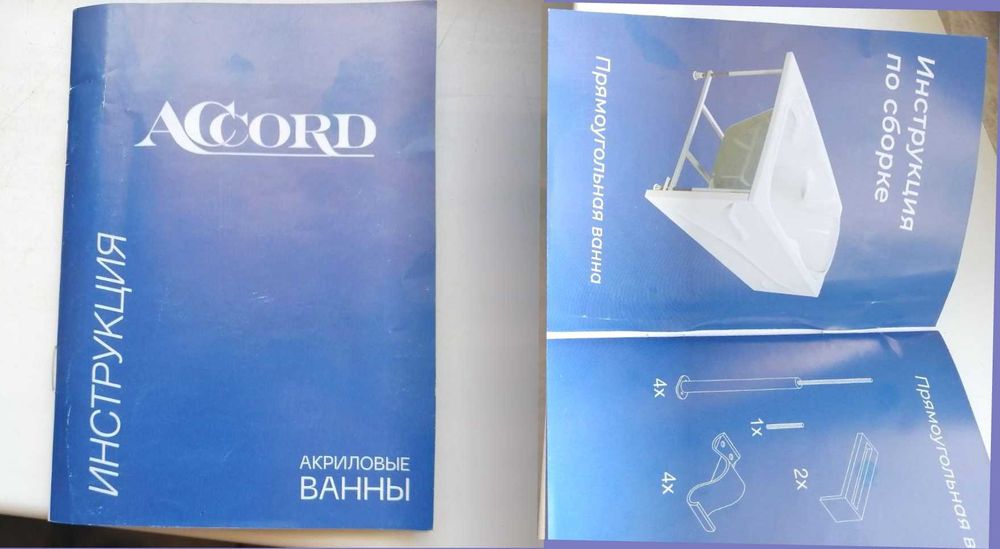 ACCORD
ИНСТРУКЦИЯ
АКРИЛОВЫЕ
ВАННЫ
Инструкция
по сборке
Прямоугольная ванна
Прямоугольная в
4x
1x
4x
2x